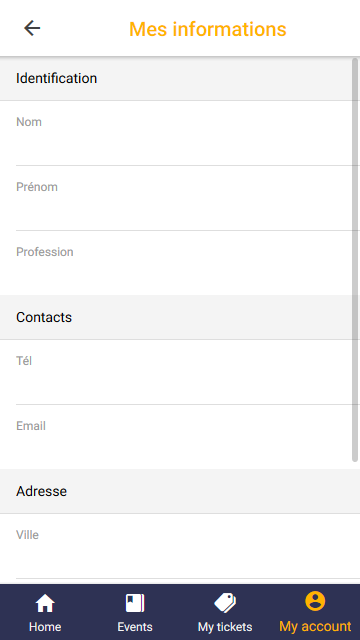 Mes informations
Identification
Nom
Prénom
Profession
Contacts
Tél
Email
Adresse
Ville
Home
Events
My tickets
My account